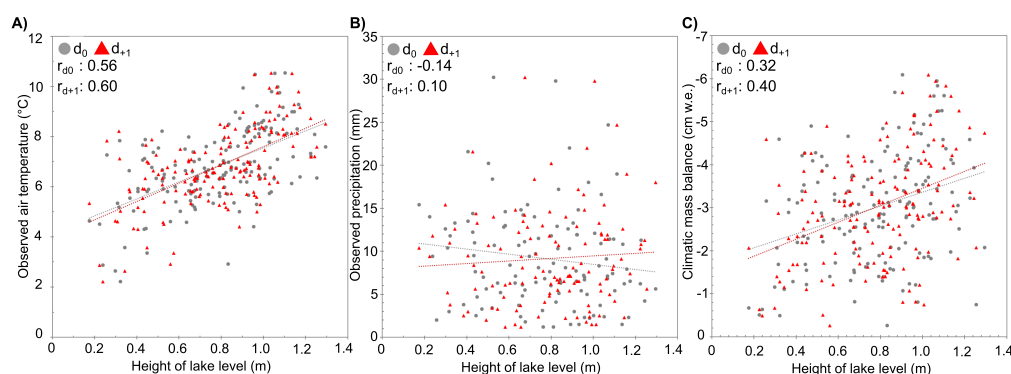 A)
d0 d+1
rd0 : 0.56
rd+1: 0.60
12
10
8
6
4
2
0
Observed air temperature (°C)
0 0.2 0.4 0.6 0.8 1.0 1.2 1.4
Height of lake level (m)
B)
d0 d+1
rd0 : -0.14
rd+1: 0.10
35
30
25
20
15
10
5
0
Observed precipitation (mm)
0 0.2 0.4 0.6 0.8 1.0 1.2 1.4
Height of lake level (m)
C)
d0 d+1
rd0 : 0.32
rd+1: 0.40
-7
-6
-5
-4
-3
-2
-1
0
Climatic mass balance (cm w.e.)
0 0.2 0.4 0.6 0.8 1.0 1.2 1.4
Height of lake level (m)